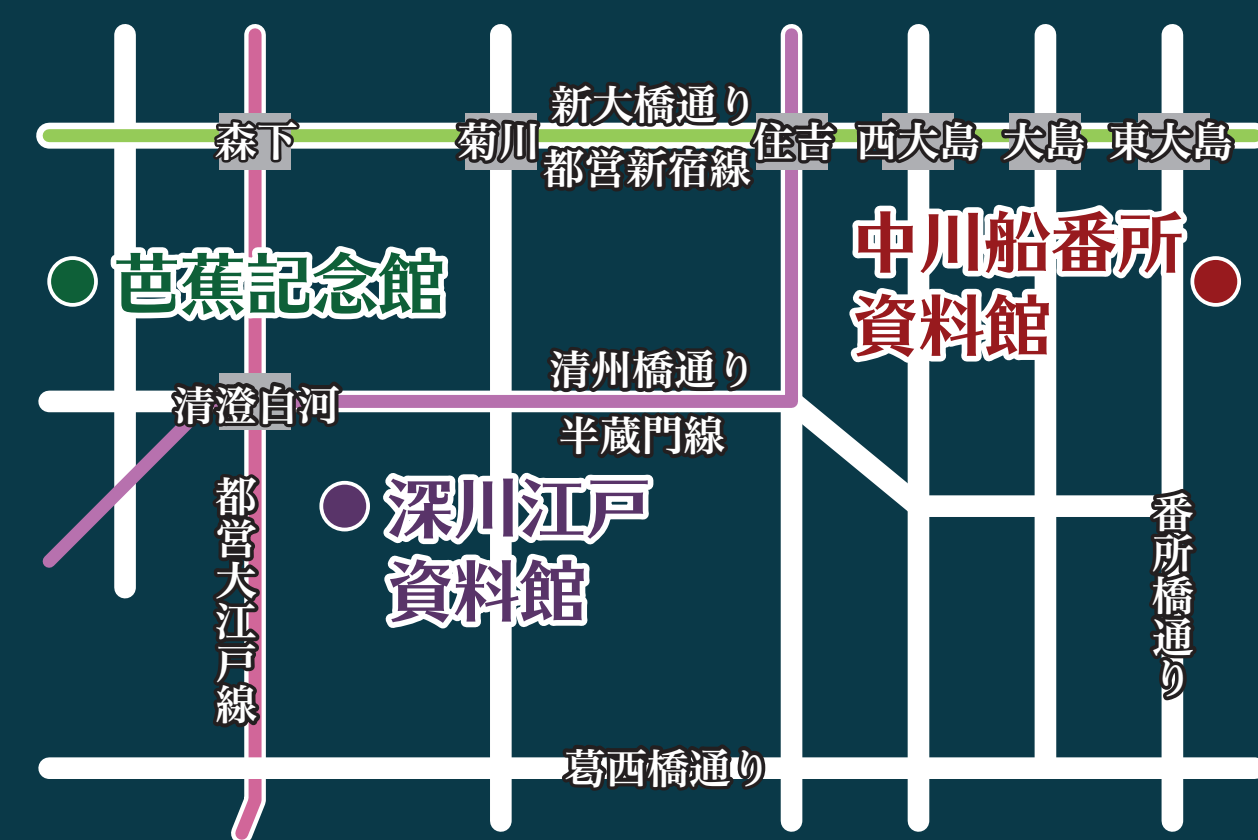 新大橋通り
森下
菊川
住吉
西大島
大島
東大島
都営新宿線
芭蕉記念館
中川船番所
資料館
清州橋通り
清澄白河
半蔵門線
深川江戸
資料館
都営大江戸線
番所橋通り
葛西橋通り